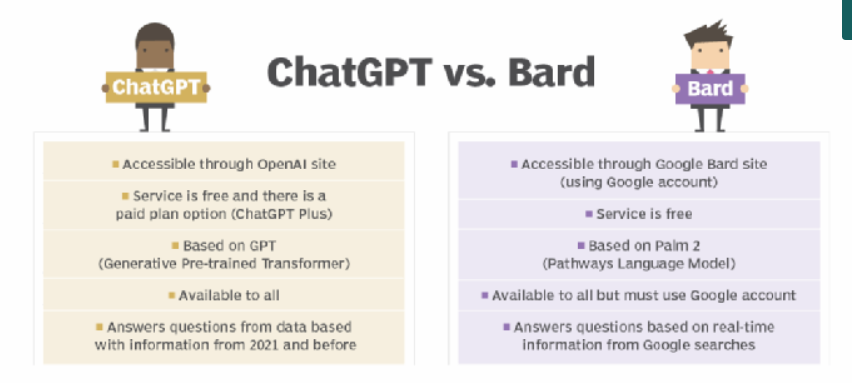 ChatGPT vs. Bard
ChatGPT
Bard
▪ Accessible through OpenAI site
▪ Service is free and there is a
paid plan option (ChatGPT Plus)
▪ Based on GPT
(Generative Pre-trained Transformer)
▪ Available to all
▪ Answers questions from data based
with information from 2021 and before
▪ Accessible through Google Bard site
(using Google account)
▪ Service is free
▪ Based on Palm 2
(Pathways Language Model)
▪ Available to all but must use Google account
▪ Answers questions based on real-time
information from Google searches